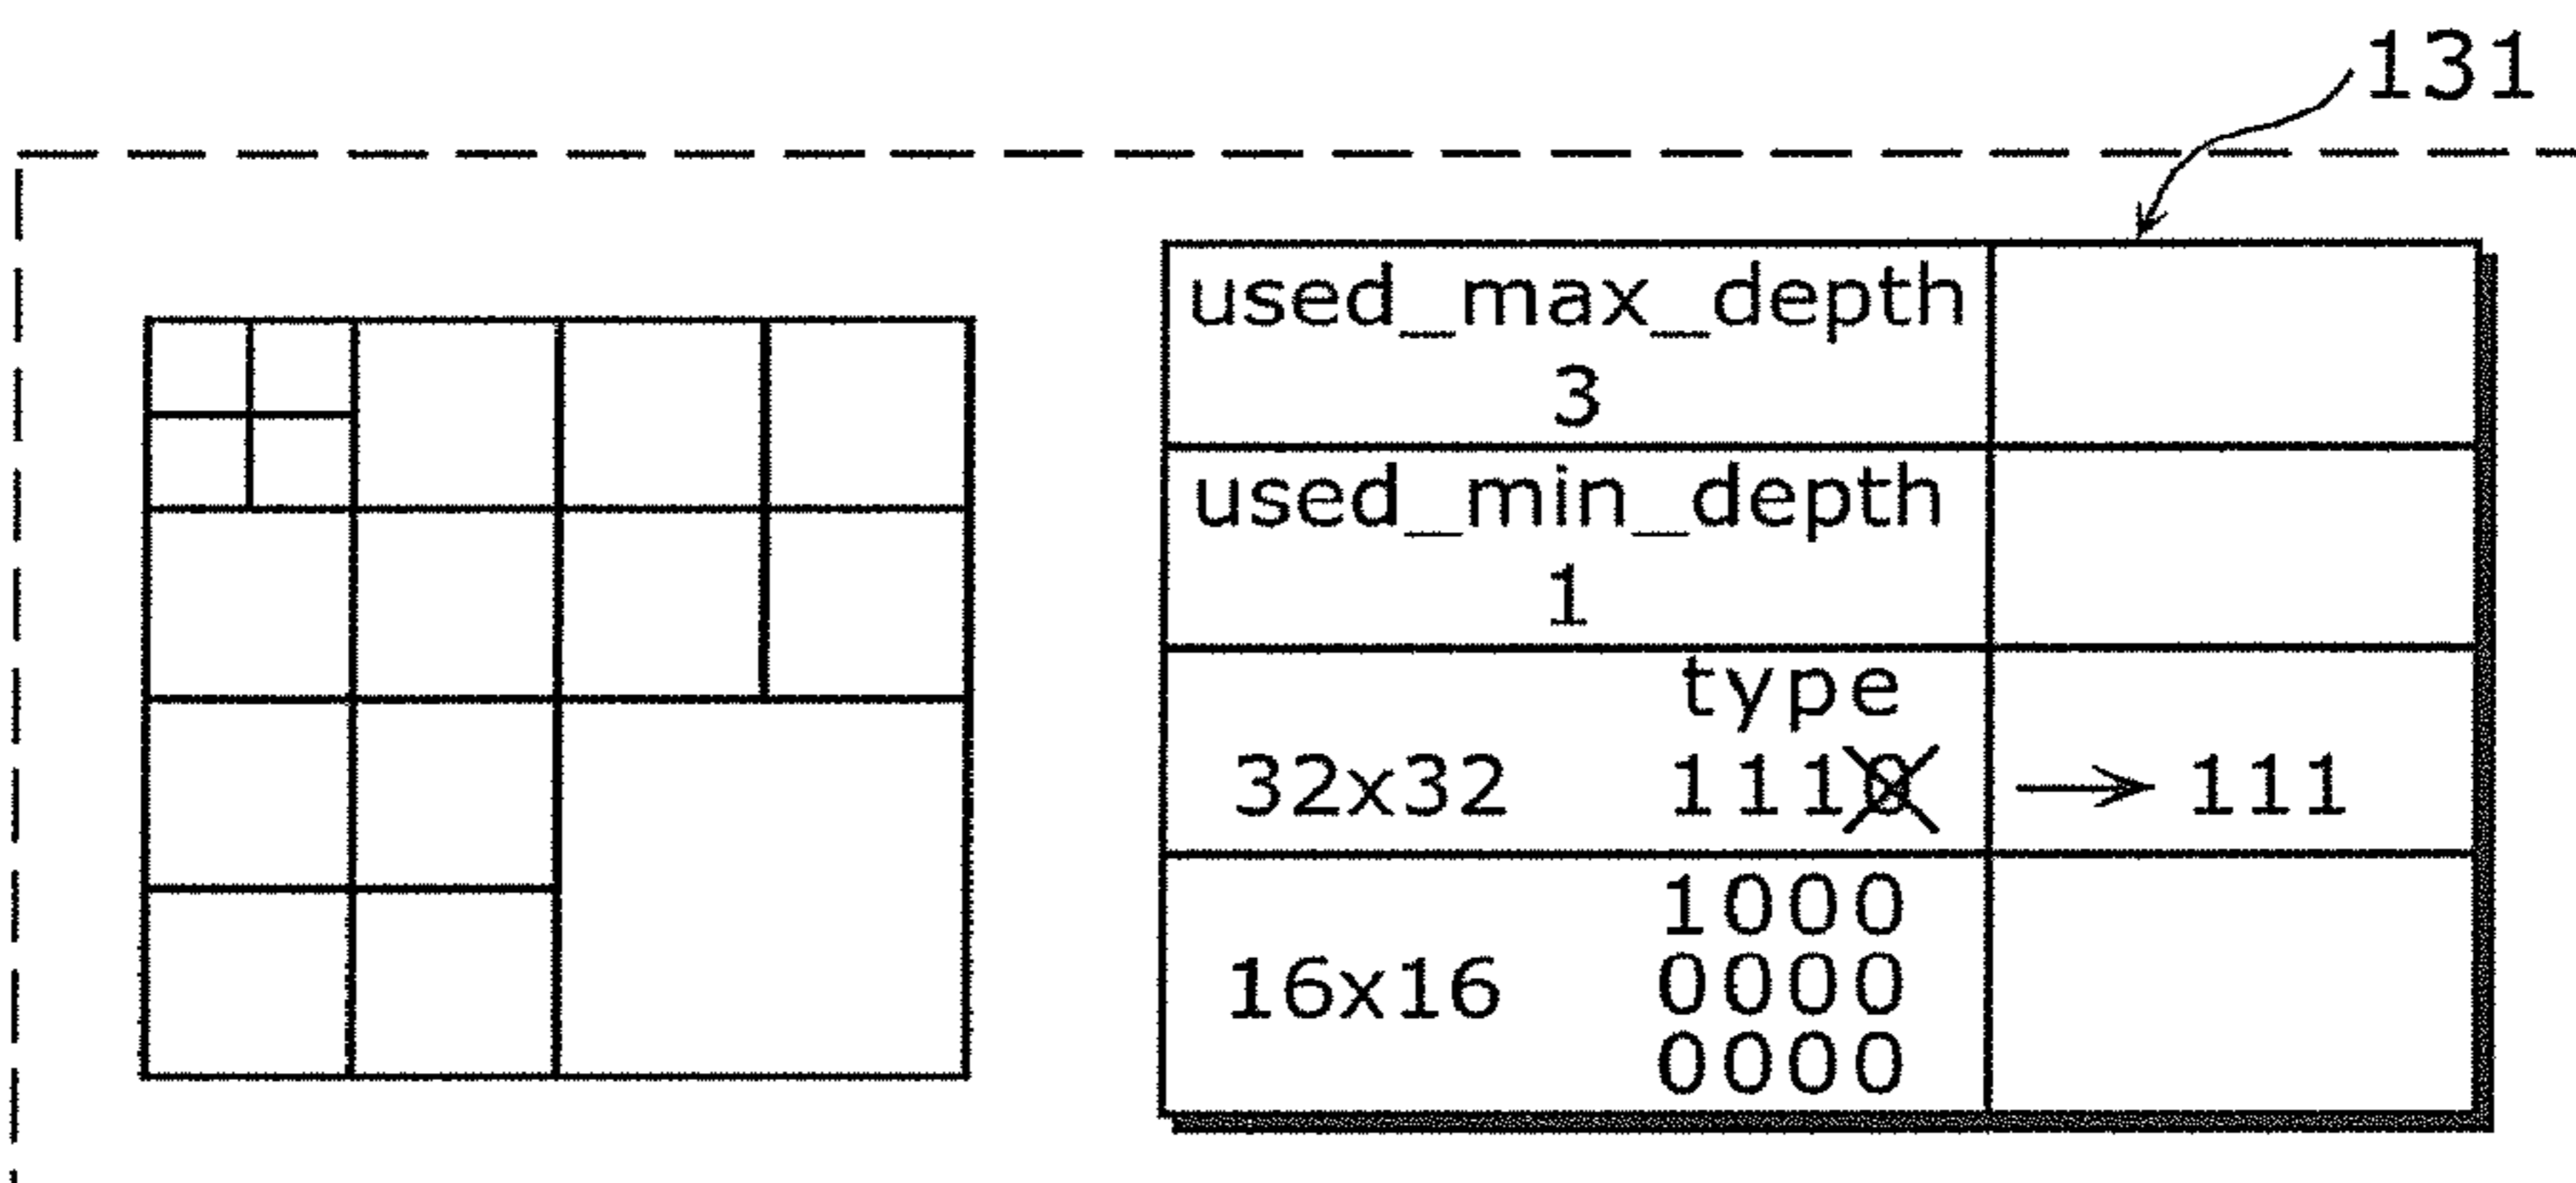 131
used_max_depth
3
used_min_depth
1
type
32x32 1110 → 111
1000
16x16 0000
0000